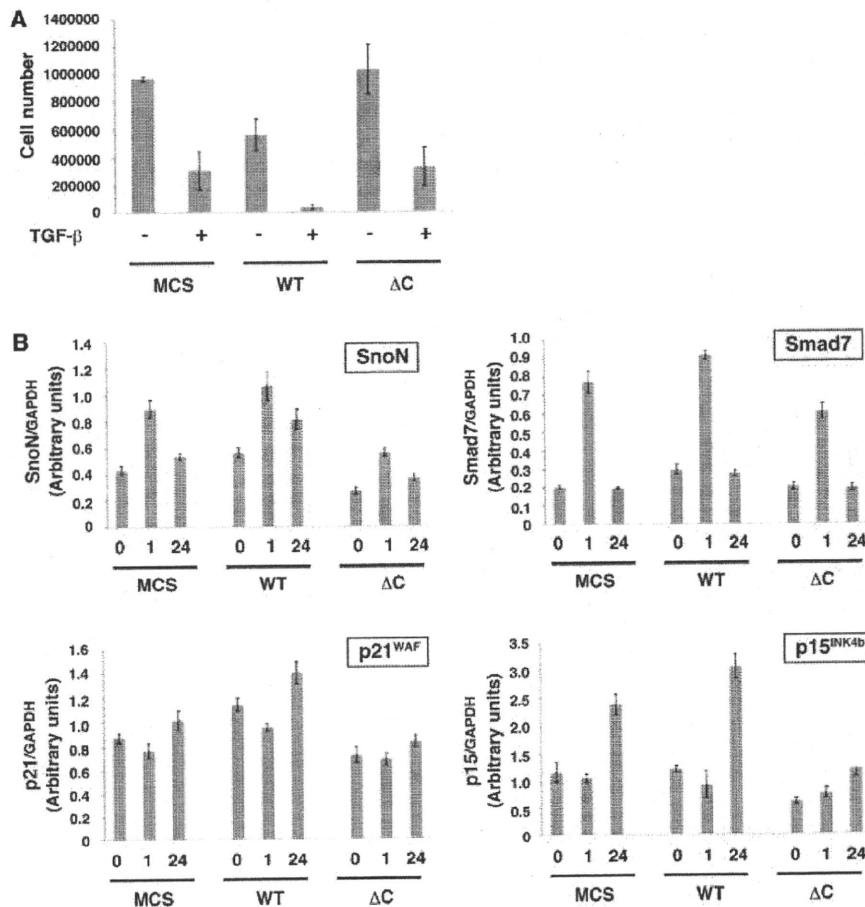 A
Cell number
1400000
1200000
1000000
800000
600000
400000
200000
0
TGF-β - + - + - +
MCS WT ΔC
B
SnoN/GAPDH
(Arbitrary units)
1.4
1.2
1.0
0.8
0.6
0.4
0.2
0
SnoN
0 1 24 0 1 24 0 1 24
MCS WT ΔC
Smad7/GAPDH
(Arbitrary units)
1.0
0.9
0.8
0.7
0.6
0.5
0.4
0.3
0.2
0.1
0
Smad7
0 1 24 0 1 24 0 1 24
MCS WT ΔC
p21/GAPDH
(Arbitrary units)
1.6
1.4
1.2
1.0
0.8
0.6
0.4
0.2
0
p21WAF
0 1 24 0 1 24 0 1 24
MCS WT ΔC
p15/GAPDH
(Arbitrary units)
3.5
3.0
2.5
2.0
1.5
1.0
0.5
0
p15INK4b
0 1 24 0 1 24 0 1 24
MCS WT ΔC